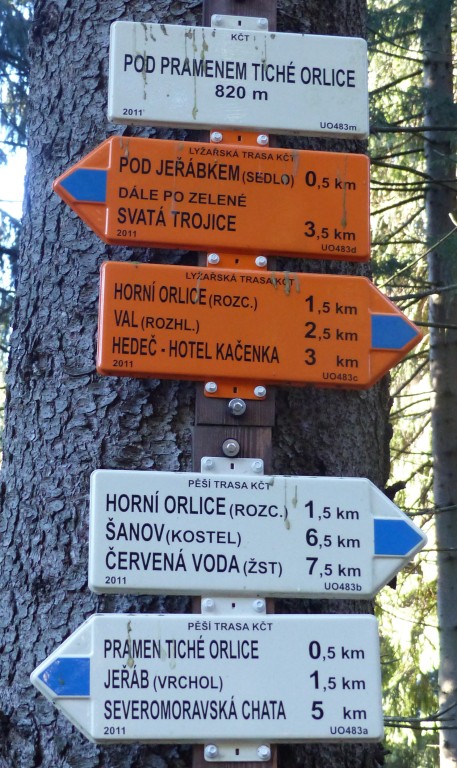 KČT
POD PRAMENEM TICHÉ ORLICE
820 m
2011 UO483m
LYŽAŘSKÁ TRASA KČT
POD JEŘÁBKEM (SEDLO) 0,5 km
DÁLE PO ZELENÉ
SVATÁ TROJICE 3,5 km
2011 UO483d
LYŽAŘSKÁ TRASA KČT
HORNÍ ORLICE (ROZC.) 1,5 km
VAL (ROZHL.) 2,5 km
HEDEČ - HOTEL KAČENKA 3 km
2011 UO483c
PĚŠÍ TRASA KČT
HORNÍ ORLICE (ROZC.) 1,5 km
ŠANOV (KOSTEL) 6,5 km
ČERVENÁ VODA (ŽST) 7,5 km
2011 UO483b
PĚŠÍ TRASA KČT
PRAMEN TICHÉ ORLICE 0,5 km
JEŘÁB (VRCHOL) 1,5 km
SEVEROMORAVSKÁ CHATA 5 km
2011 UO483a